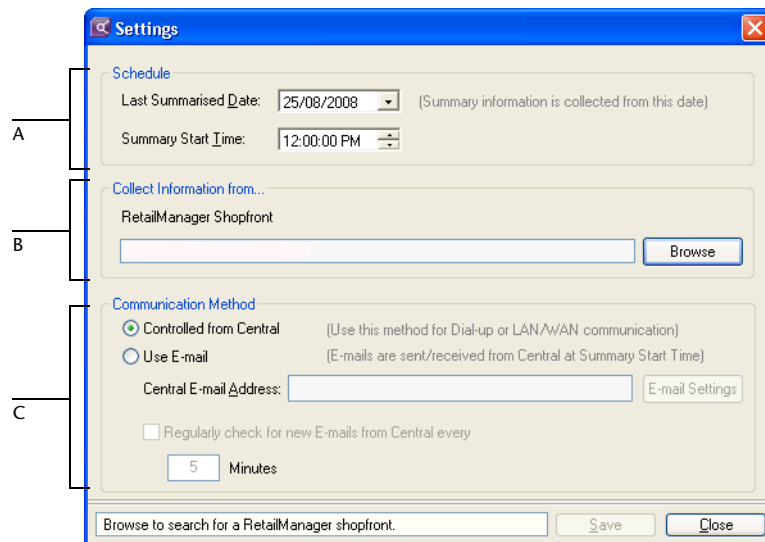 Settings
Schedule
Last Summarised Date: 25/08/2008 (Summary information is collected from this date)
A
Summary Start Time: 12:00:00 PM
Collect Information from...
RetailManager Shopfront
B
Browse
Communication Method
Controlled from Central (Use this method for Dial-up or LAN/WAN communication)
Use E-mail (E-mails are sent/received from Central at Summary Start Time)
Central E-mail Address: E-mail Settings
C
Regularly check for new E-mails from Central every
5 Minutes
Browse to search for a RetailManager shopfront. Save Close